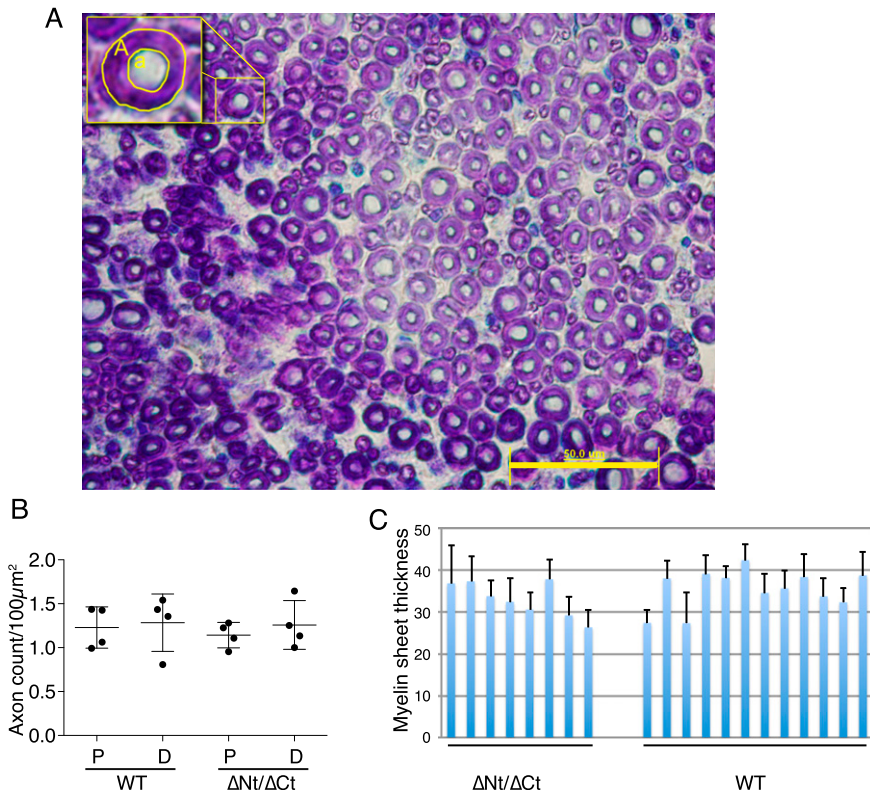 A
A
a
50.0 um
B
Axon count/100µm²
2.0
1.5
1.0
0.5
0.0
P D P D
WT ΔNt/ΔCt
C
Myelin sheet thickness
50
40
30
20
10
0
ΔNt/ΔCt WT